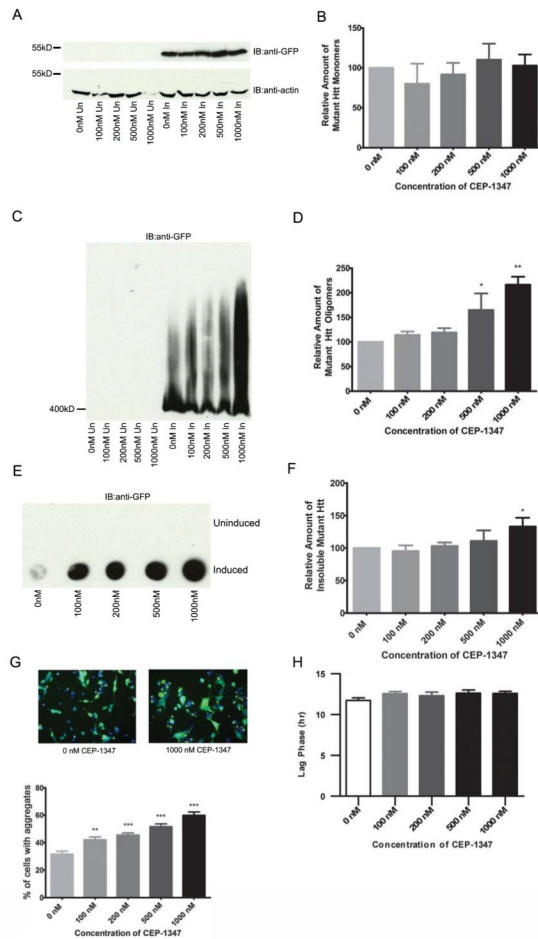 A
55kD
IB:anti-GFP
55kD
IB:anti-actin
0nM Un
100nM Un
200nM Un
500nM Un
1000nM Un
0nM In
100nM In
200nM In
500nM In
1000nM In
B
Relative Amount of
Mutant Htt Monomers
150
100
50
0
0 nM
100 nM
200 nM
500 nM
1000 nM
Concentration of CEP-1347
C
IB:anti-GFP
400kD
0nM Un
100nM Un
200nM Un
500nM Un
1000nM Un
0nM In
100nM In
200nM In
500nM In
1000nM In
D
Relative Amount of
Mutant Htt Oligomers
250
200
150
100
50
0
*
**
0 nM
100 nM
200 nM
500 nM
1000 nM
Concentration of CEP-1347
E
IB:anti-GFP
Uninduced
Induced
0nM
100nM
200nM
500nM
1000nM
F
Relative Amount of
Insoluble Mutant Htt
200
150
100
50
0
*
0 nM
100 nM
200 nM
500 nM
1000 nM
Concentration of CEP-1347
G
0 nM CEP-1347
1000 nM CEP-1347
% of cells with aggregates
80
60
40
20
0
**
***
***
***
0 nM
100 nM
200 nM
500 nM
1000 nM
Concentration of CEP-1347
H
Lag Phase (hr)
15
10
5
0
0 nM
100 nM
200 nM
500 nM
1000 nM
Concentration of CEP-1347